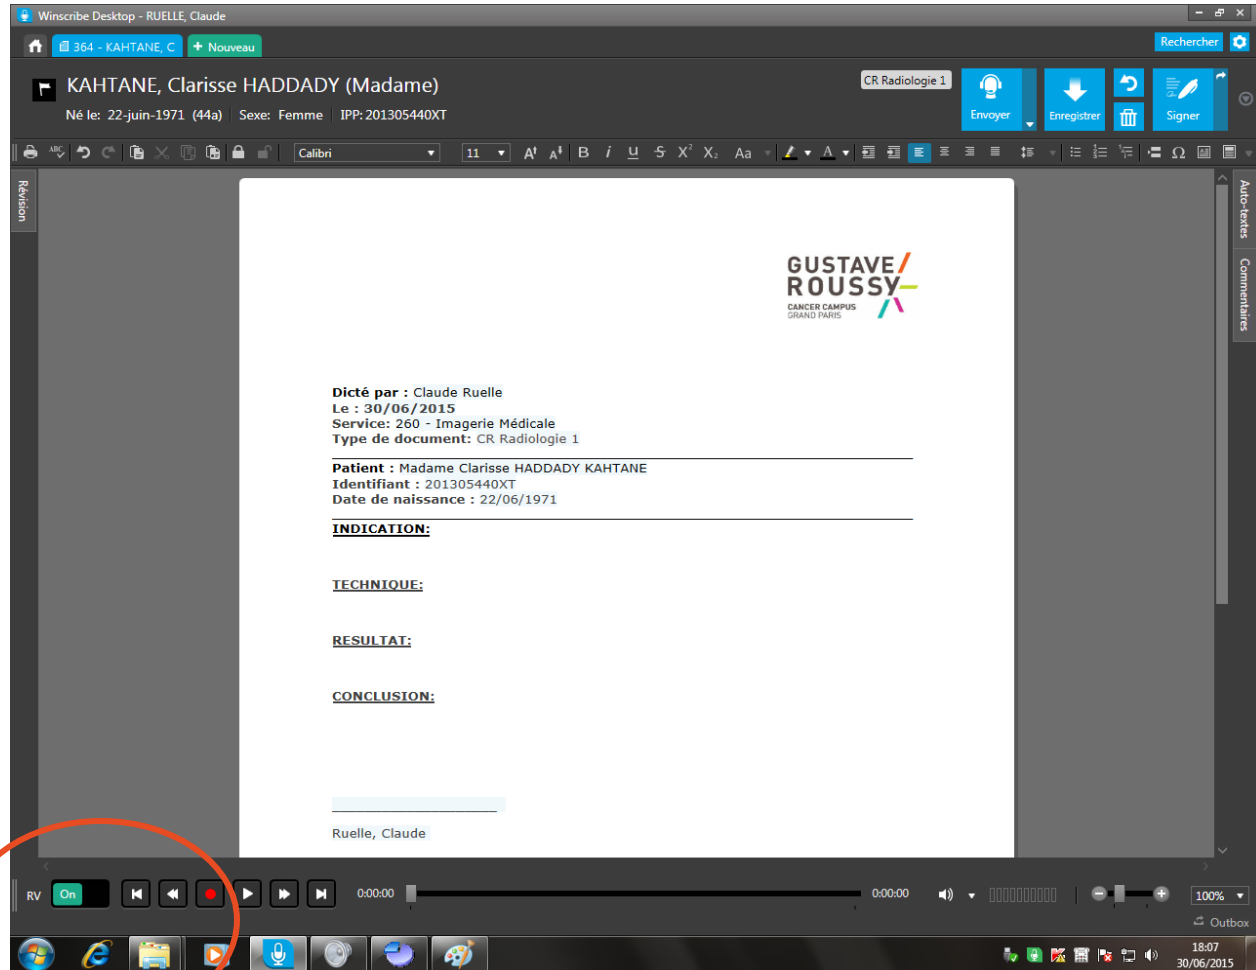 Winscribe Desktop - RUELLE, Claude
364 - KAHTANE, C
+ Nouveau
Rechercher
KAHTANE, Clarisse HADDADY (Madame)
Né le: 22-juin-1971 (44a) Sexe: Femme IPP: 201305440XT
CR Radiologie 1
Envoyer
Enregistrer
Signer
ABC
Calibri
11
B i U S X² X₂ Aa A Ω
Révision
Auto-textes
Commentaires
GUSTAVE
ROUSSY
CANCER CAMPUS
GRAND PARIS
Dicté par : Claude Ruelle
Le : 30/06/2015
Service: 260 - Imagerie Médicale
Type de document: CR Radiologie 1
Patient : Madame Clarisse HADDADY KAHTANE
Identifiant : 201305440XT
Date de naissance : 22/06/1971
INDICATION:
TECHNIQUE:
RESULTAT:
CONCLUSION:
Ruelle, Claude
RV On
0:00:00
0:00:00
100%
Outbox
18:07
30/06/2015